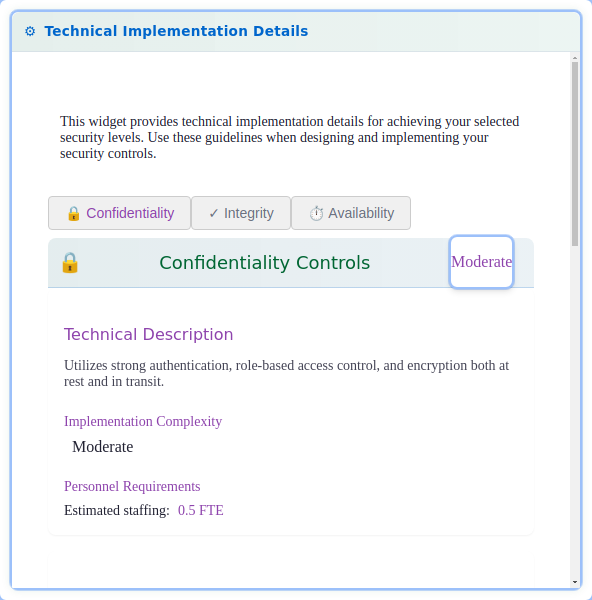 ⚙ Technical Implementation Details
This widget provides technical implementation details for achieving your selected
security levels. Use these guidelines when designing and implementing your
security controls.
🔒 Confidentiality ✓ Integrity ⏱️ Availability
🔒 Confidentiality Controls Moderate
Technical Description
Utilizes strong authentication, role-based access control, and encryption both at
rest and in transit.
Implementation Complexity
Moderate
Personnel Requirements
Estimated staffing: 0.5 FTE